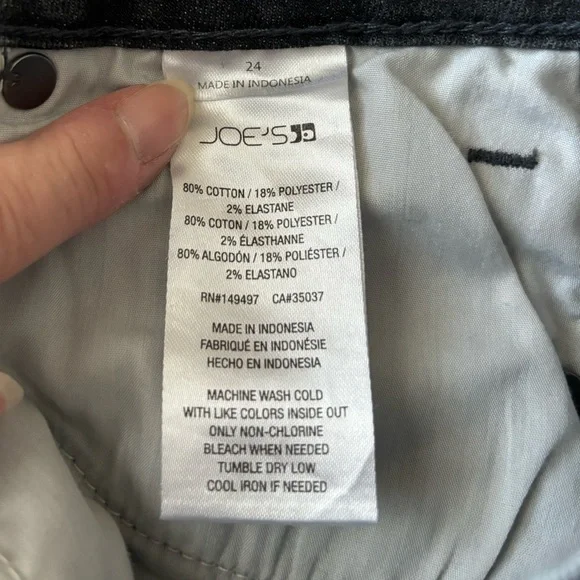 24
MADE IN INDONESIA
JOE'S
80% COTTON / 18% POLYESTER /
2% ELASTANE
80% COTON / 18% POLYESTER /
2% ÉLASTHANNE
80% ALGODÓN / 18% POLIÉSTER /
2% ELASTANO
RN#149497 CA#35037
MADE IN INDONESIA
FABRIQUÉ EN INDONÉSIE
HECHO EN INDONESIA
MACHINE WASH COLD
WITH LIKE COLORS INSIDE OUT
ONLY NON-CHLORINE
BLEACH WHEN NEEDED
TUMBLE DRY LOW
COOL IRON IF NEEDED